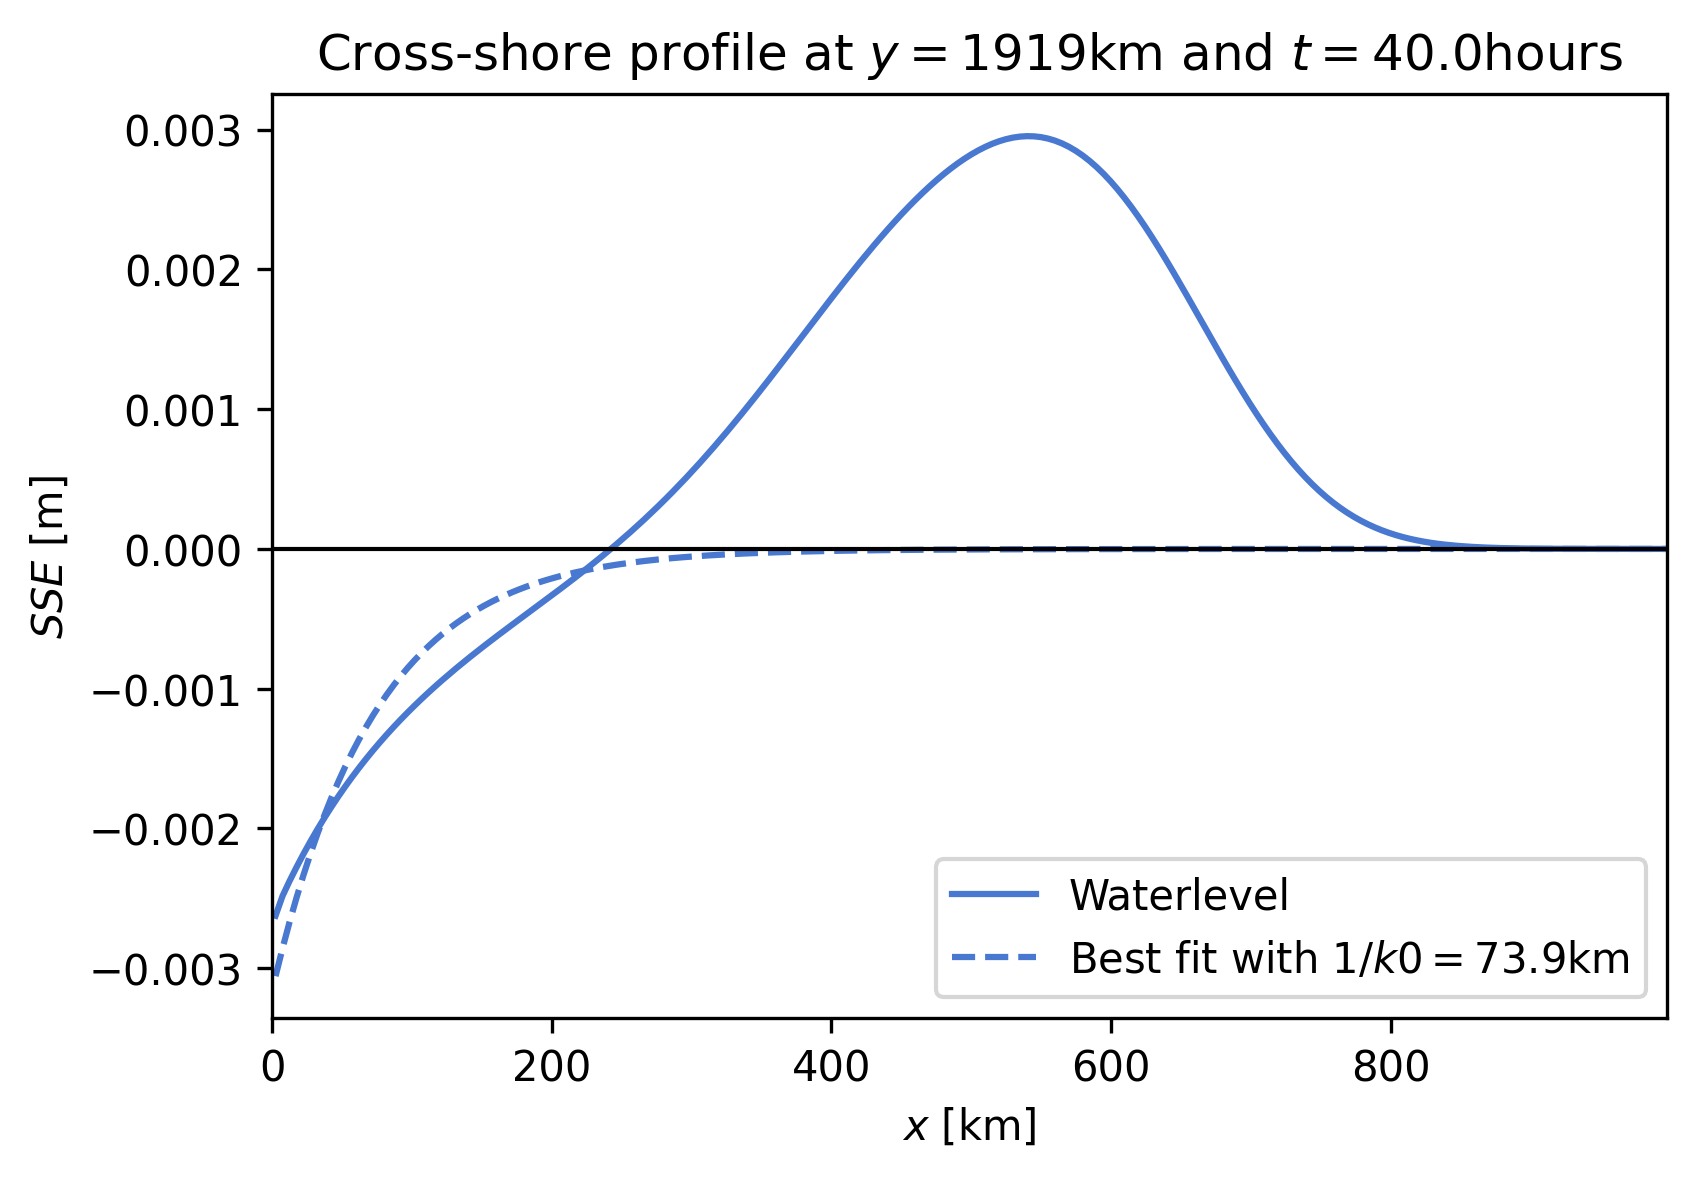 Cross-shore profile at y = 1919km and t = 40.0hours
0.003
0.002
0.001
0.000
−0.001
−0.002
−0.003
SSE [m]
Waterlevel
Best fit with 1/k0 = 73.9km
0 200 400 600 800
x [km]